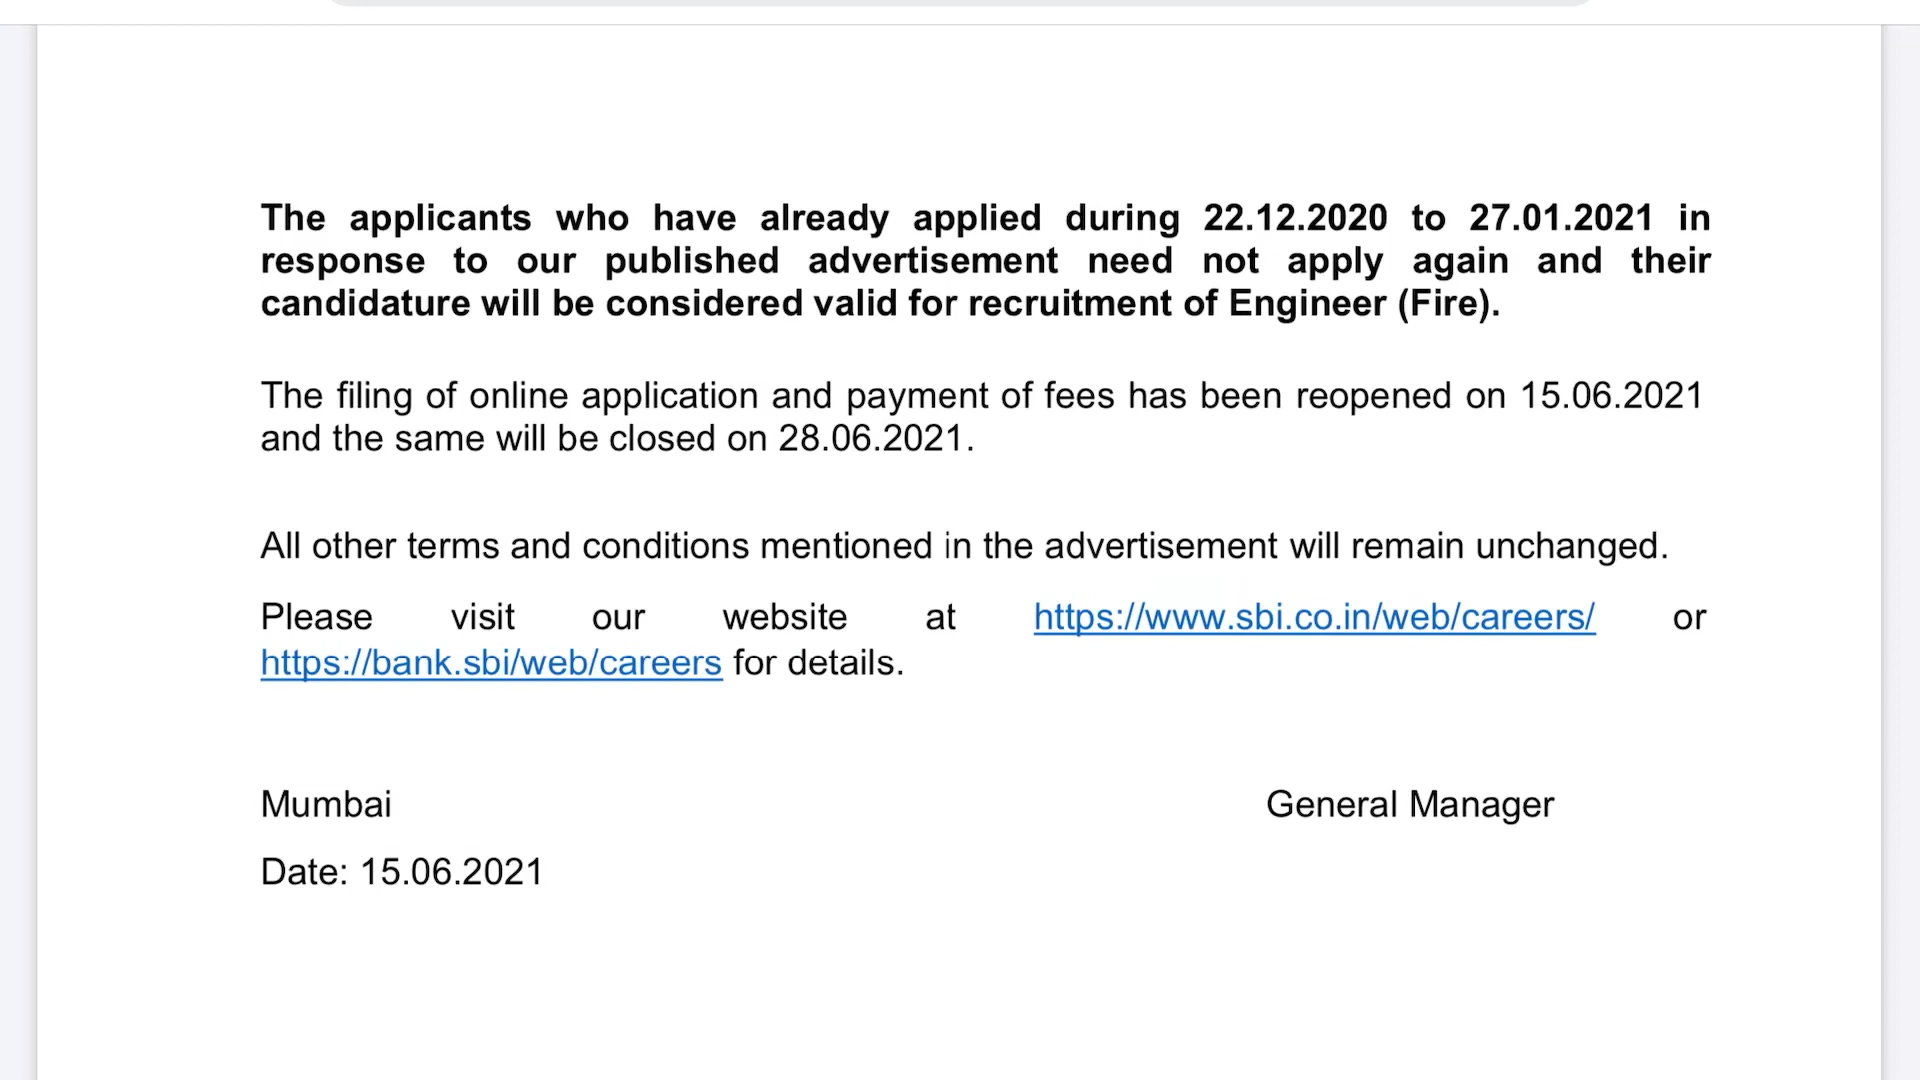 The applicants who have already applied during 22.12.2020 to 27.01.2021 in
response to our published advertisement need not apply again and their
candidature will be considered valid for recruitment of Engineer (Fire).
The filing of online application and payment of fees has been reopened on 15.06.2021
and the same will be closed on 28.06.2021.
All other terms and conditions mentioned in the advertisement will remain unchanged.
Please visit our website at https://www.sbi.co.in/web/careers/ or
https://bank.sbi/web/careers for details.
Mumbai General Manager
Date: 15.06.2021